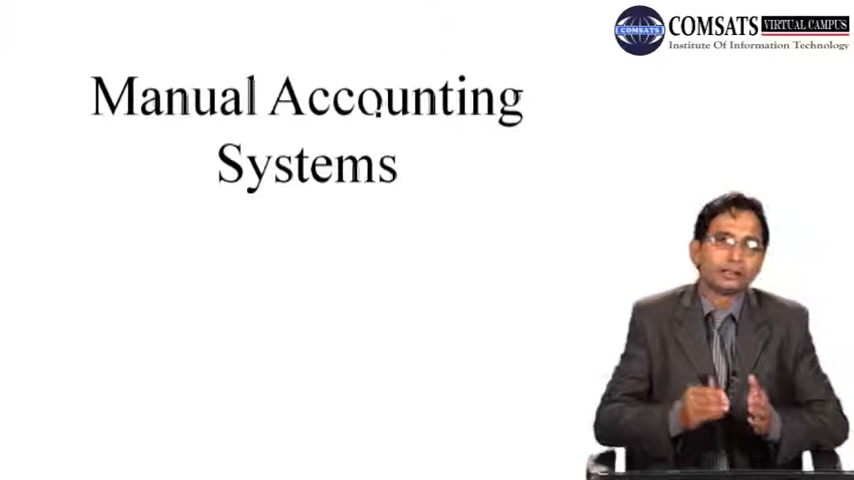 COMSATS VIRTUAL CAMPUS
COMSATS
Institute Of Information Technology
Manual Accounting
Systems